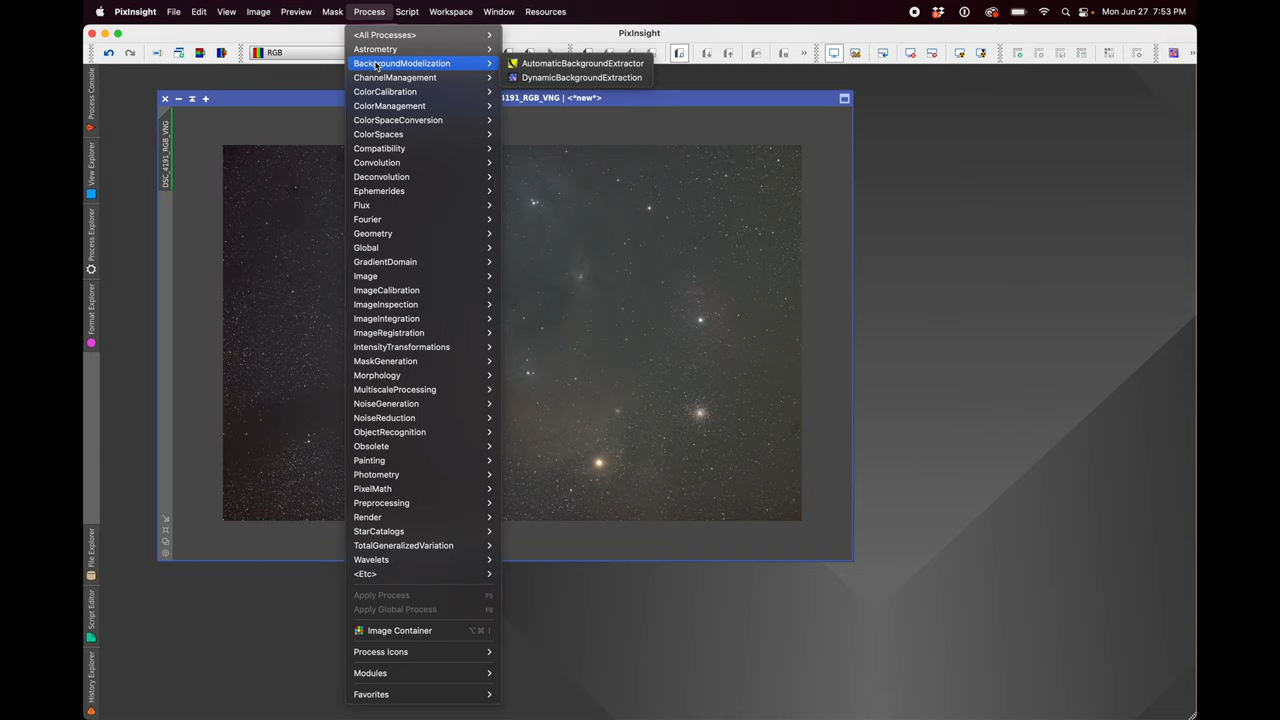 PixInsight File Edit View Image Preview Mask Process Script Workspace Window Resources Mon Jun 27 7:53 PM
PixInsight
RGB
4191_RGB_VNG | <*new*>
DSC_4191_RGB_VNG
Process Console
View Explorer
Process Explorer
Format Explorer
File Explorer
Script Editor
History Explorer
<All Processes>
Astrometry
BackgroundModelization
ChannelManagement
ColorCalibration
ColorManagement
ColorSpaceConversion
ColorSpaces
Compatibility
Convolution
Deconvolution
Ephemerides
Flux
Fourier
Geometry
Global
GradientDomain
Image
ImageCalibration
ImageInspection
ImageIntegration
ImageRegistration
IntensityTransformations
MaskGeneration
Morphology
MultiscaleProcessing
NoiseGeneration
NoiseReduction
ObjectRecognition
Obsolete
Painting
Photometry
PixelMath
Preprocessing
Render
StarCatalogs
TotalGeneralizedVariation
Wavelets
<Etc>
Apply Process F5
Apply Global Process F6
Image Container ⌥⌘ I
Process Icons
Modules
Favorites
AutomaticBackgroundExtractor
DynamicBackgroundExtraction